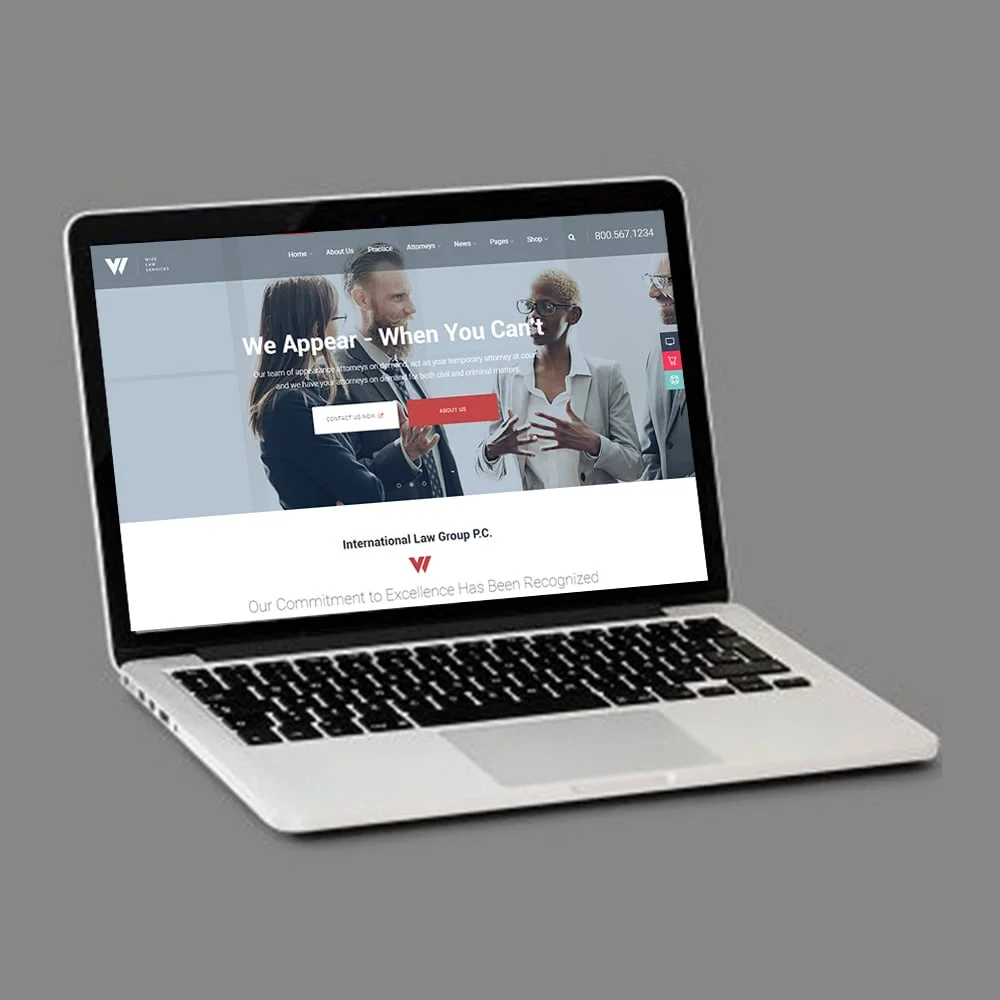 WISE
LAW
SERVICES
Home
About Us
Practice
Attorneys
News
Pages
Shop
800.567.1234
We Appear - When You Can't
Our team of appearance attorneys on demand, act as your temporary attorney at court,
and we have your attorneys on demand for both civil and criminal matters.
CONTACT US NOW
ABOUT US
International Law Group P.C.
Our Commitment to Excellence Has Been Recognized